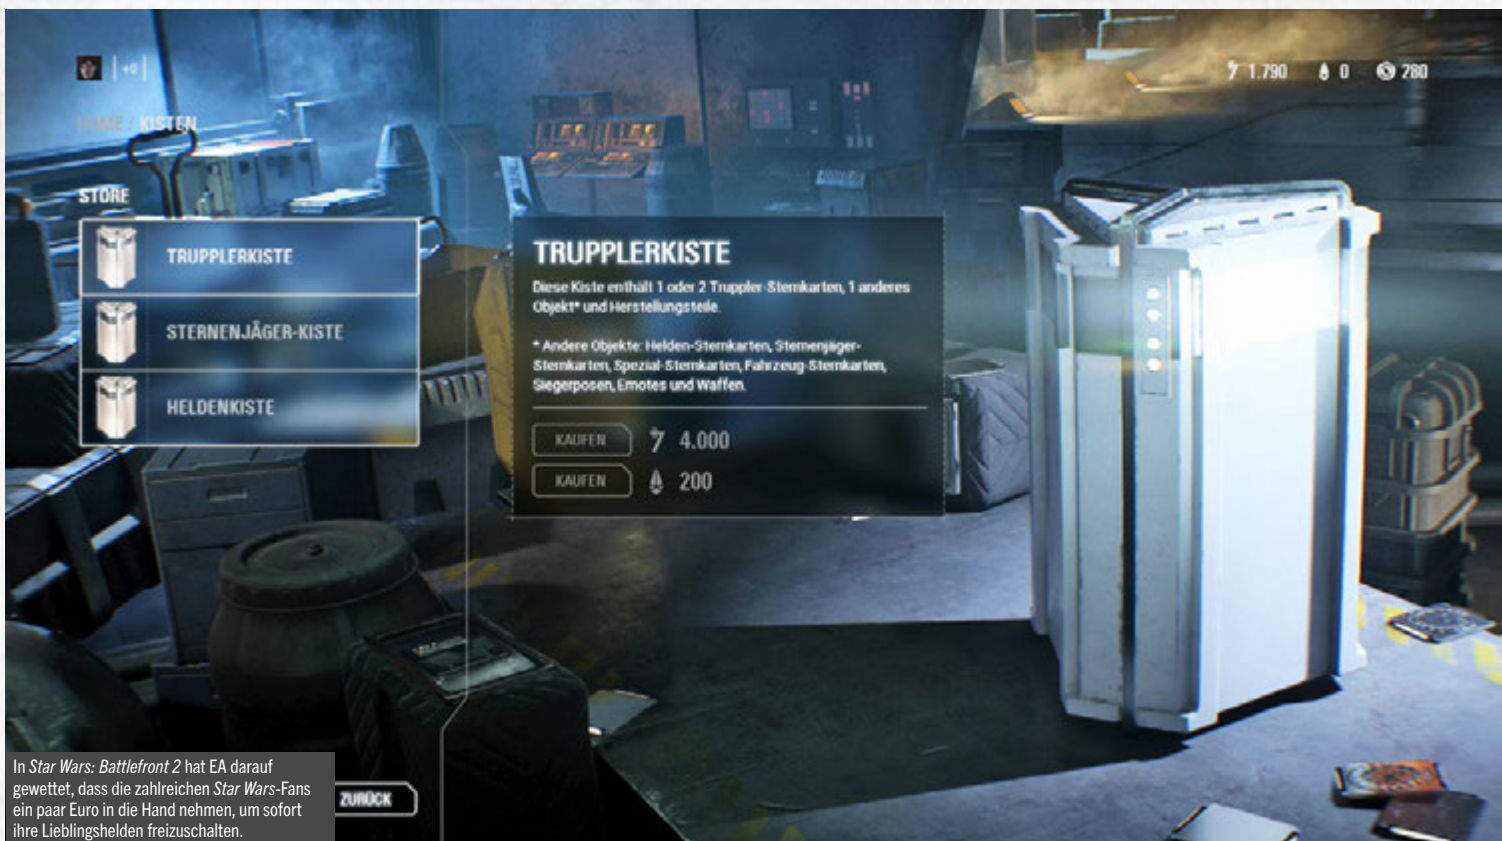 +0
7 1.790 0 280
HOME / KISTEN
STORE
TRUPPLERKISTE
STERNENJÄGER-KISTE
HELDENKISTE
TRUPPLERKISTE
Diese Kiste enthält 1 oder 2 Truppler-Sternkarten, 1 anderes
Objekt* und Herstellungsteile.
* Andere Objekte: Helden-Sternkarten, Sternenjäger-
Sternkarten, Spezial-Sternkarten, Fahrzeug-Sternkarten,
Siegerposen, Emotes und Waffen.
KAUFEN 4.000
KAUFEN 200
ZURÜCK
In Star Wars: Battlefront 2 hat EA darauf
gewettet, dass die zahlreichen Star Wars-Fans
ein paar Euro in die Hand nehmen, um sofort
ihre Lieblingshelden freizuschalten.